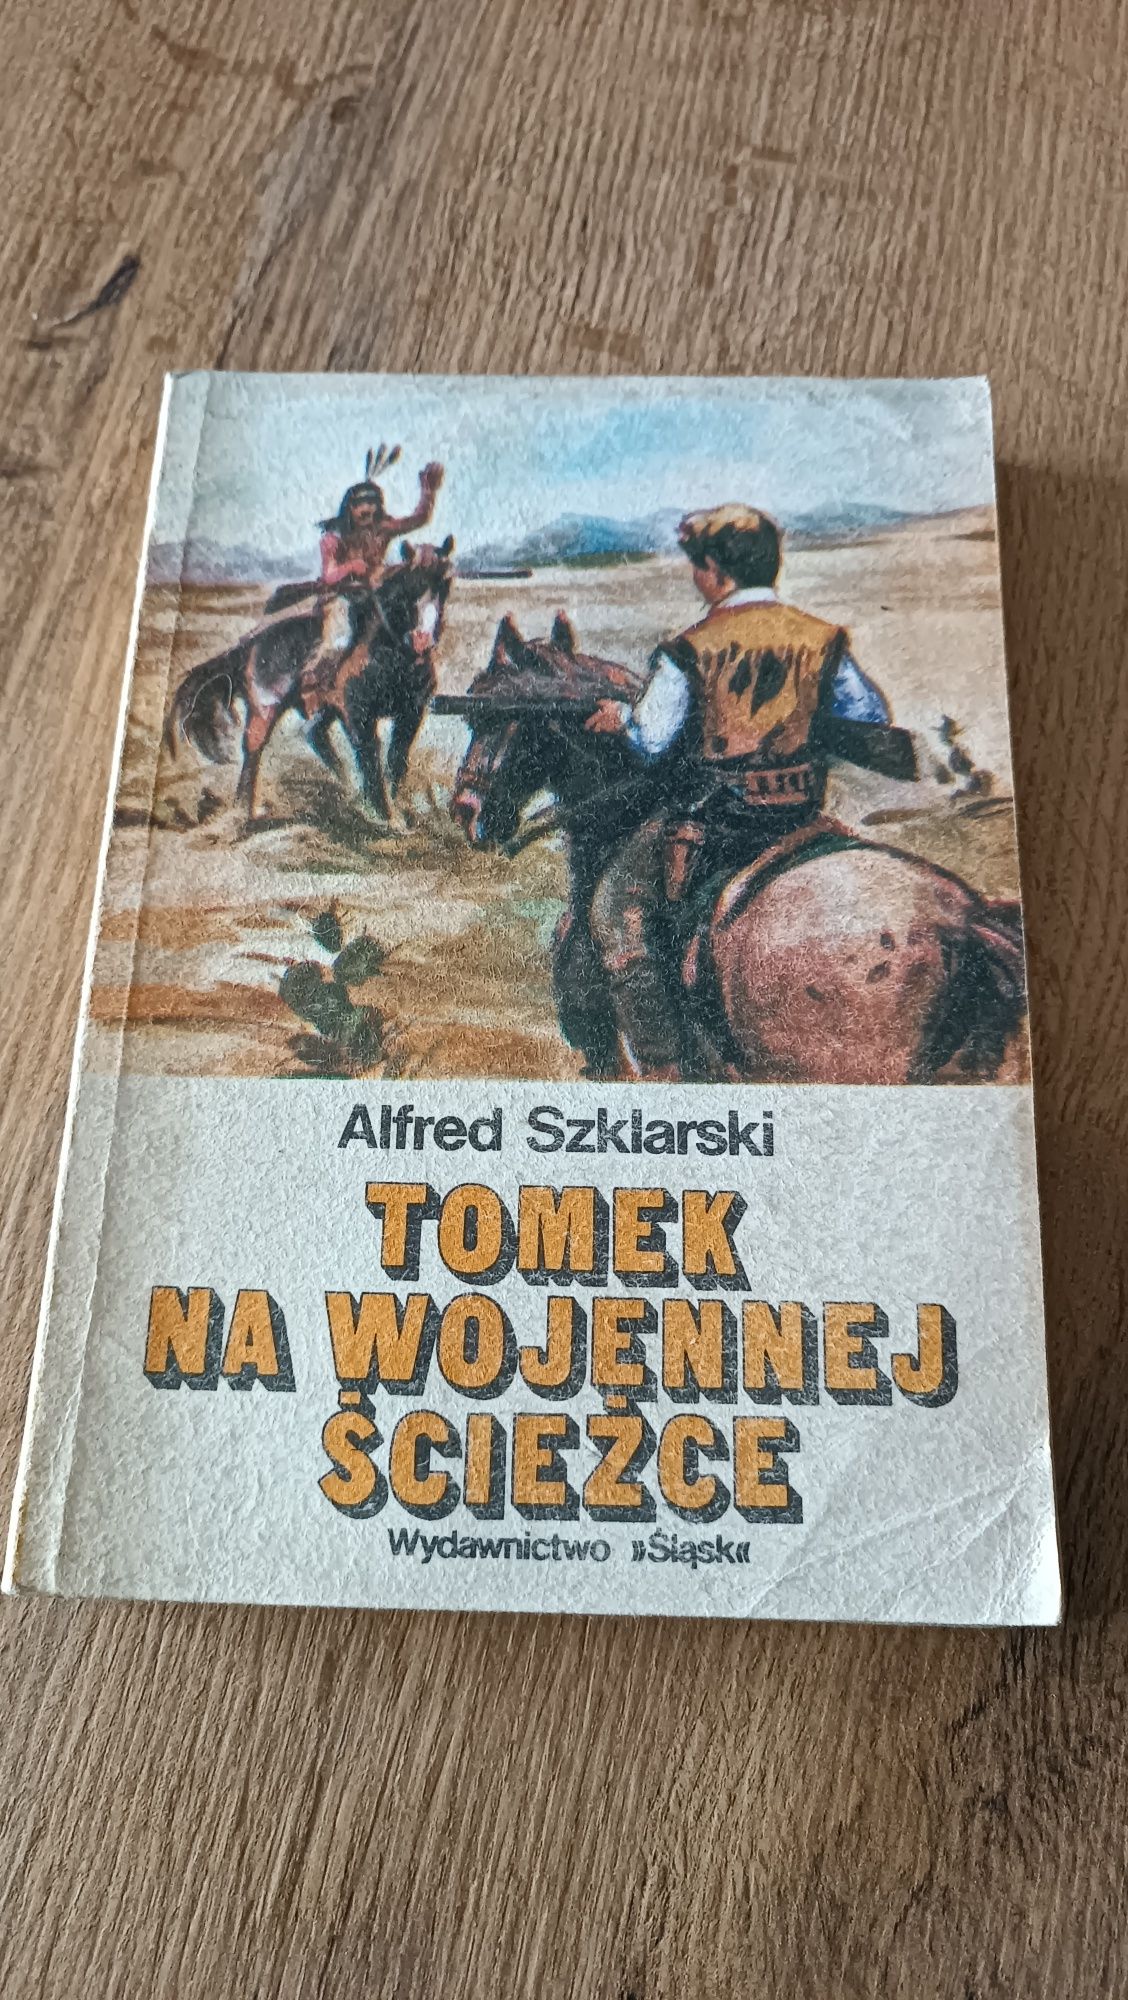 Alfred Szklarski
TOMEK
NA WOJENNEJ
ŚCIEŻCE
Wydawnictwo »Śląsk«